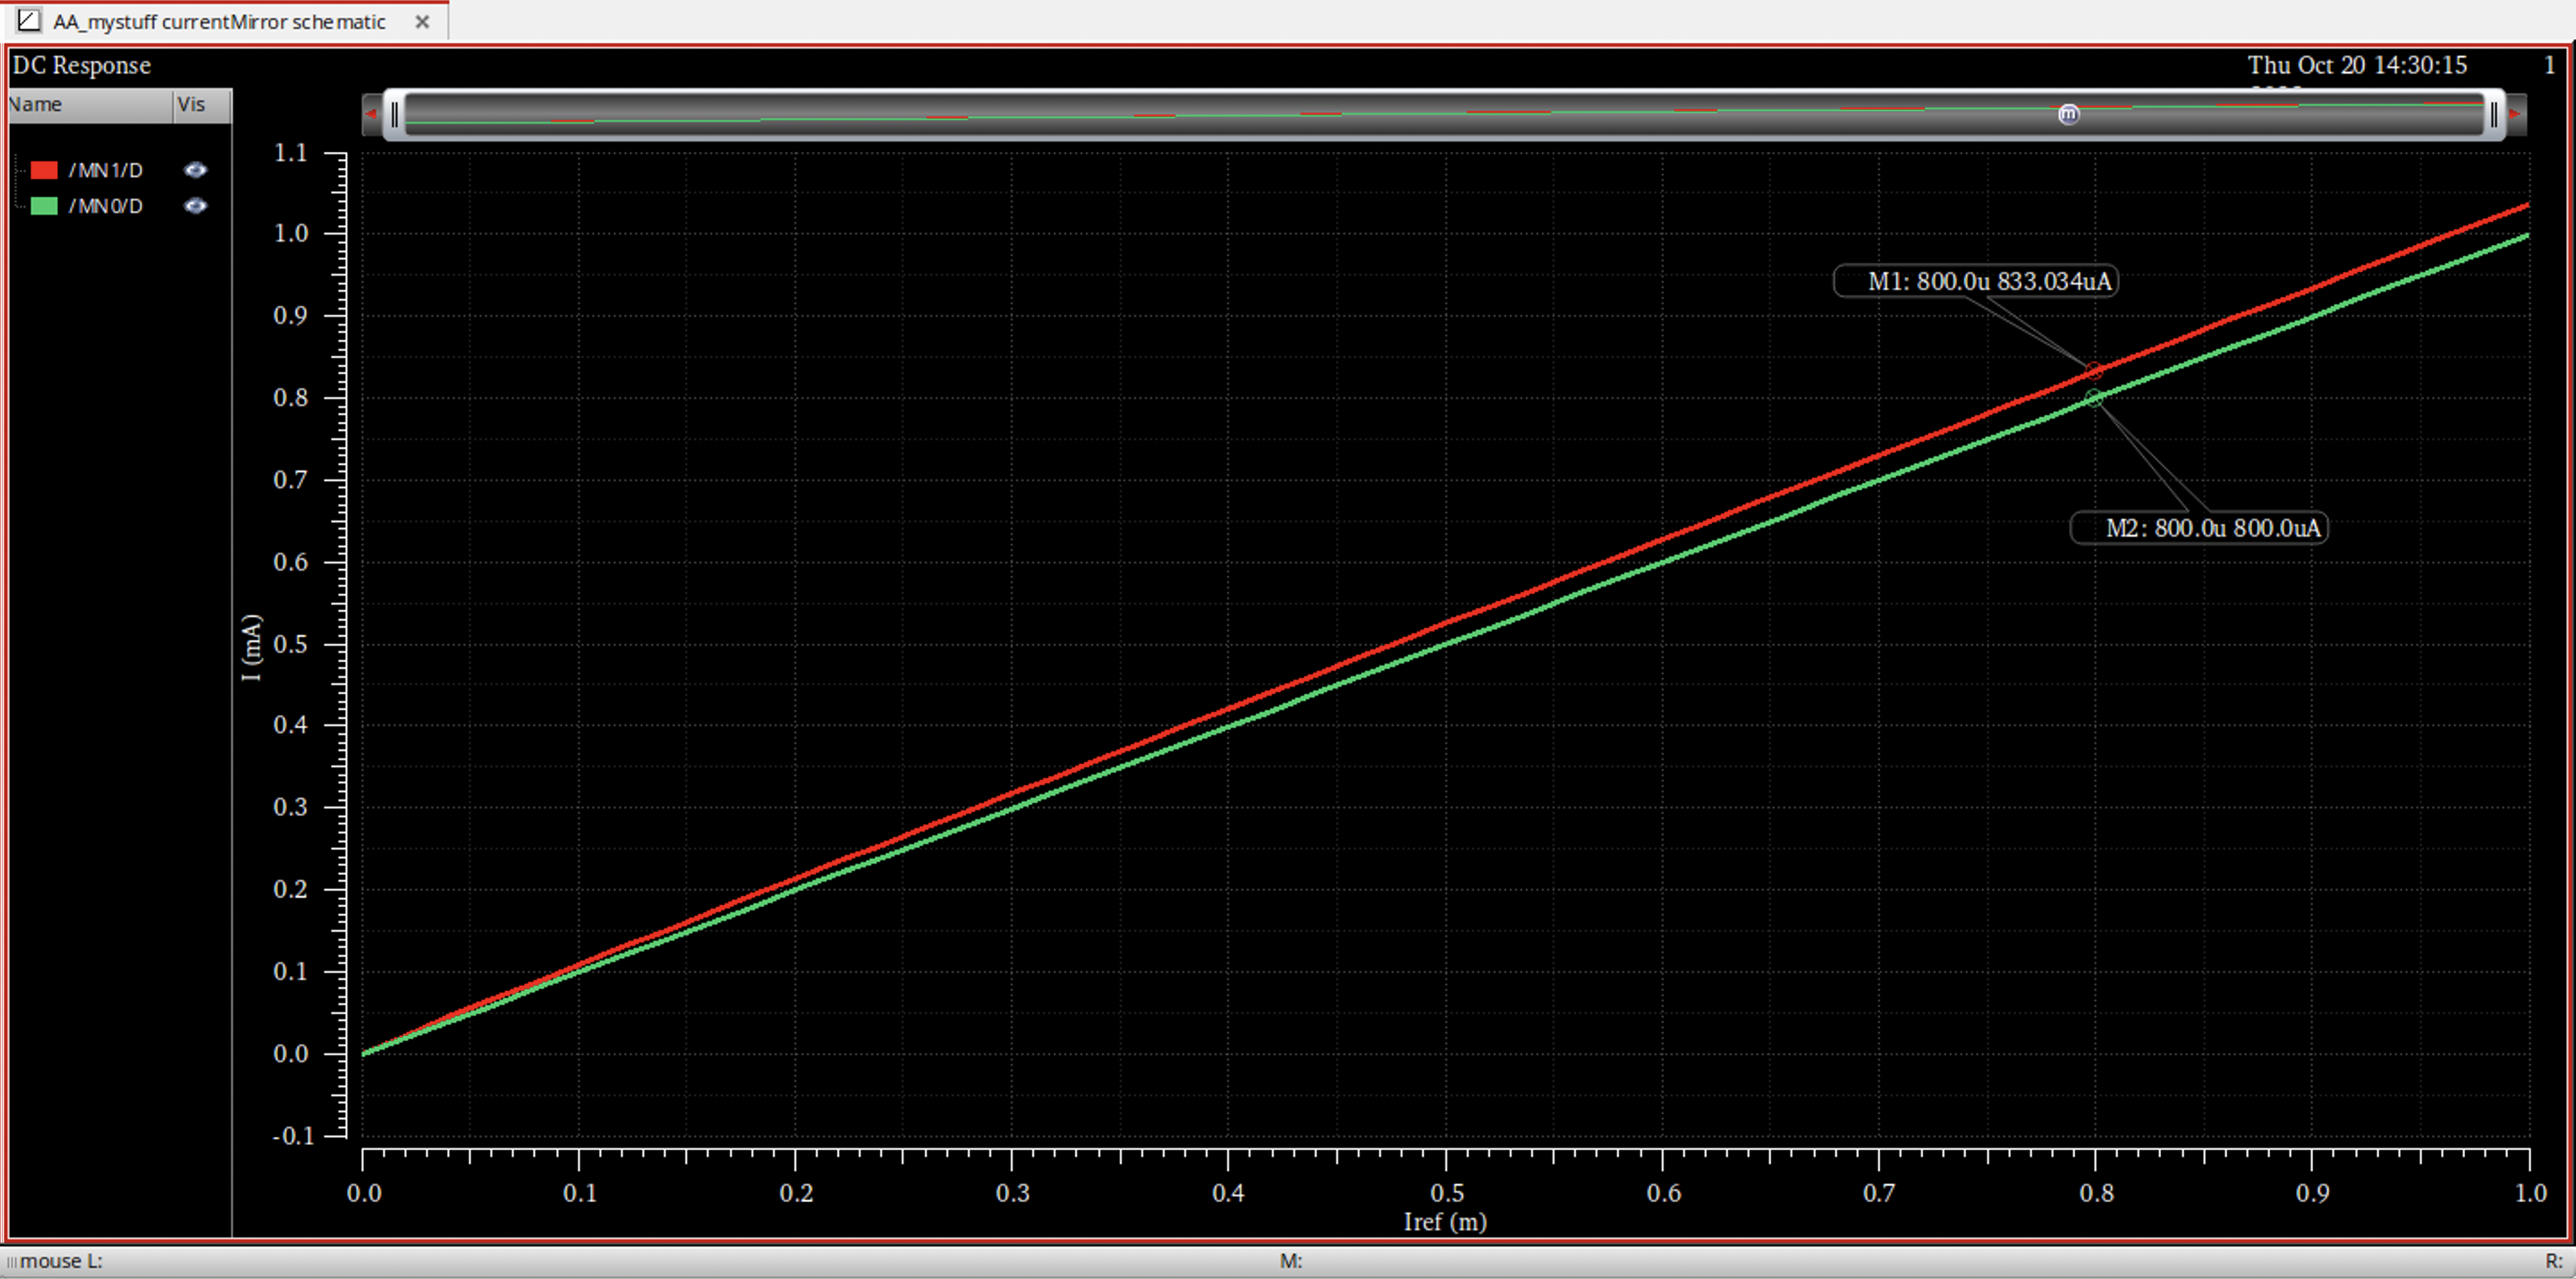 AA_mystuff currentMirror schematic
DC Response
Thu Oct 20 14:30:15
1
Name
Vis
/MN1/D
/MN0/D
m
1.1
1.0
0.9
0.8
0.7
0.6
0.5
0.4
0.3
0.2
0.1
0.0
-0.1
I (mA)
M1: 800.0u 833.034uA
M2: 800.0u 800.0uA
0.0 0.1 0.2 0.3 0.4 0.5 0.6 0.7 0.8 0.9 1.0
Iref (m)
mouse L: M: R: